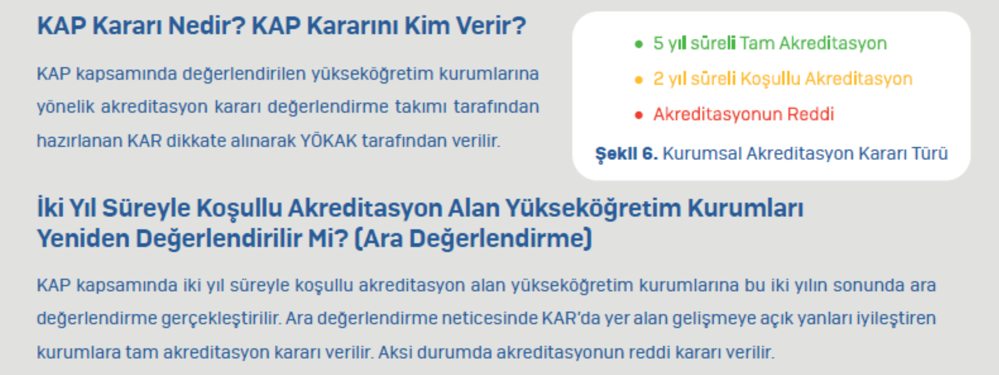 KAP Kararı Nedir? KAP Kararını Kim Verir?
KAP kapsamında değerlendirilen yükseköğretim kurumlarına
yönelik akreditasyon kararı değerlendirme takımı tarafından
hazırlanan KAR dikkate alınarak YÖKAK tarafından verilir.
• 5 yıl süreli Tam Akreditasyon
• 2 yıl süreli Koşullu Akreditasyon
• Akreditasyonun Reddi
Şekil 6. Kurumsal Akreditasyon Kararı Türü
İki Yıl Süreyle Koşullu Akreditasyon Alan Yükseköğretim Kurumları
Yeniden Değerlendirilir Mi? (Ara Değerlendirme)
KAP kapsamında iki yıl süreyle koşullu akreditasyon alan yükseköğretim kurumlarına bu iki yılın sonunda ara
değerlendirme gerçekleştirilir. Ara değerlendirme neticesinde KAR'da yer alan gelişmeye açık yanları iyileştiren
kurumlara tam akreditasyon kararı verilir. Aksi durumda akreditasyonun reddi kararı verilir.